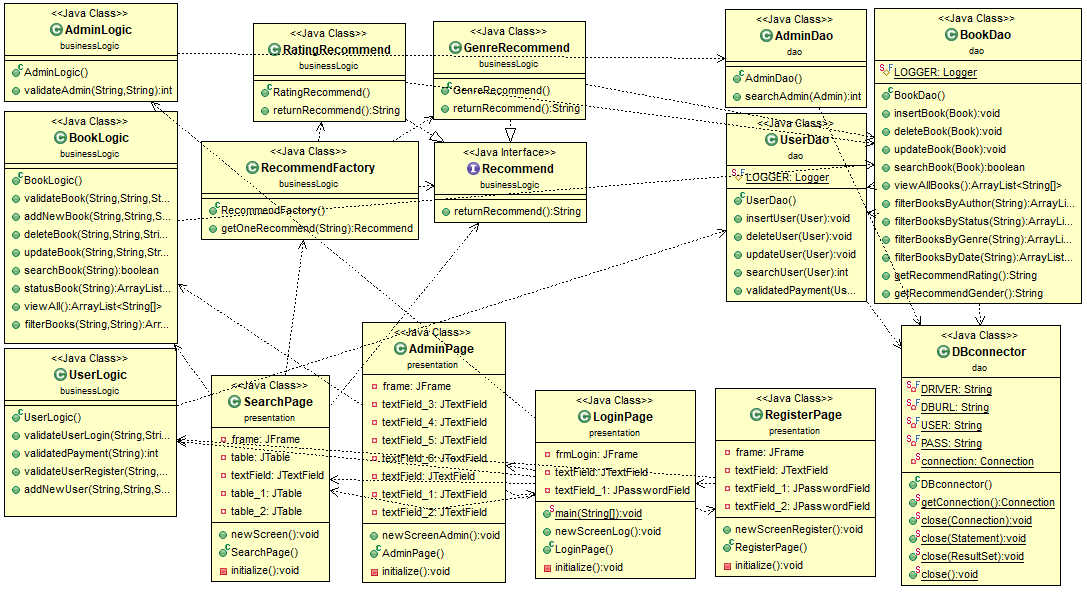 <<Java Class>>
AdminLogic
businessLogic
AdminLogic()
validateAdmin(String,String):int
<<Java Class>>
RatingRecommend
businessLogic
RatingRecommend()
returnRecommend():String
<<Java Class>>
GenreRecommend
businessLogic
GenreRecommend()
returnRecommend():String
<<Java Class>>
AdminDao
dao
AdminDao()
searchAdmin(Admin):int
<<Java Class>>
BookDao
dao
LOGGER: Logger
BookDao()
insertBook(Book):void
deleteBook(Book):void
updateBook(Book):void
searchBook(Book):boolean
viewAllBooks():ArrayList<String[]>
filterBooksByAuthor(String):ArrayLi...
filterBooksByStatus(String):ArrayLi...
filterBooksByGenre(String):ArrayLi...
filterBooksByDate(String):ArrayList...
getRecommendRating():String
getRecommendGender():String
<<Java Class>>
BookLogic
businessLogic
BookLogic()
validateBook(String,String,St...
addNewBook(String,String,S...
deleteBook(String,String,Stri...
updateBook(String,String,Str...
searchBook(String):boolean
statusBook(String):ArrayList...
viewAll():ArrayList<String[]>
filterBooks(String,String):Arr...
<<Java Class>>
RecommendFactory
businessLogic
RecommendFactory()
getOneRecommend(String):Recommend
<<Java Interface>>
Recommend
businessLogic
returnRecommend():String
<<Java Class>>
UserDao
dao
LOGGER: Logger
UserDao()
insertUser(User):void
deleteUser(User):void
updateUser(User):void
searchUser(User):int
validatedPayment(Us...
<<Java Class>>
UserLogic
businessLogic
UserLogic()
validateUserLogin(String,Stri...
validatedPayment(String):int
validateUserRegister(String,...
addNewUser(String,String,S...
<<Java Class>>
SearchPage
presentation
frame: JFrame
table: JTable
textField: JTextField
table_1: JTable
table_2: JTable
newScreen():void
SearchPage()
initialize():void
<<Java Class>>
AdminPage
presentation
frame: JFrame
textField_3: JTextField
textField_4: JTextField
textField_5: JTextField
textField_6: JTextField
textField: JTextField
textField_1: JTextField
textField_2: JTextField
newScreenAdmin():void
AdminPage()
initialize():void
<<Java Class>>
LoginPage
presentation
frmLogin: JFrame
textField: JTextField
textField_1: JPasswordField
main(String[]):void
newScreenLog():void
LoginPage()
initialize():void
<<Java Class>>
RegisterPage
presentation
frame: JFrame
textField: JTextField
textField_1: JPasswordField
textField_2: JPasswordField
newScreenRegister():void
RegisterPage()
initialize():void
<<Java Class>>
DBconnector
dao
DRIVER: String
DBURL: String
USER: String
PASS: String
connection: Connection
DBconnector()
getConnection():Connection
close(Connection):void
close(Statement):void
close(ResultSet):void
close():void